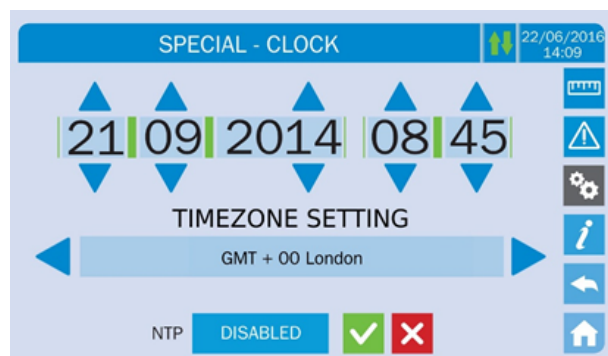 SPECIAL - CLOCK
22/06/2016
14:09
21 09 2014 08 45
TIMEZONE SETTING
GMT + 00 London
NTP DISABLED
i